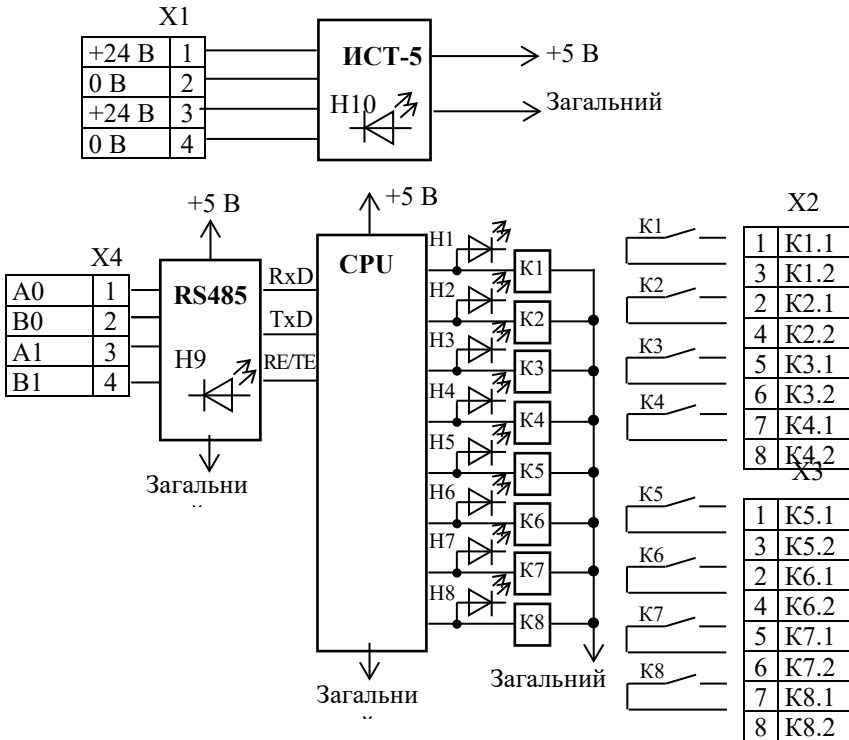 X1
+24 В 1
0 В 2
+24 В 3
0 В 4
ИСТ-5
H10
+5 В
Загальний
X4
A0 1
B0 2
A1 3
B1 4
+5 В
RS485
H9
Загальни
RxD
TxD
RE/TE
+5 В
CPU
Загальни
H1
K1
H2
K2
H3
K3
H4
K4
H5
K5
H6
K6
H7
K7
H8
K8
Загальний
K1
K2
K3
K4
K5
K6
K7
K8
X2
1 K1.1
3 K1.2
2 K2.1
4 K2.2
5 K3.1
6 K3.2
7 K4.1
8 K4.2
X3
1 K5.1
3 K5.2
2 K6.1
4 K6.2
5 K7.1
6 K7.2
7 K8.1
8 K8.2